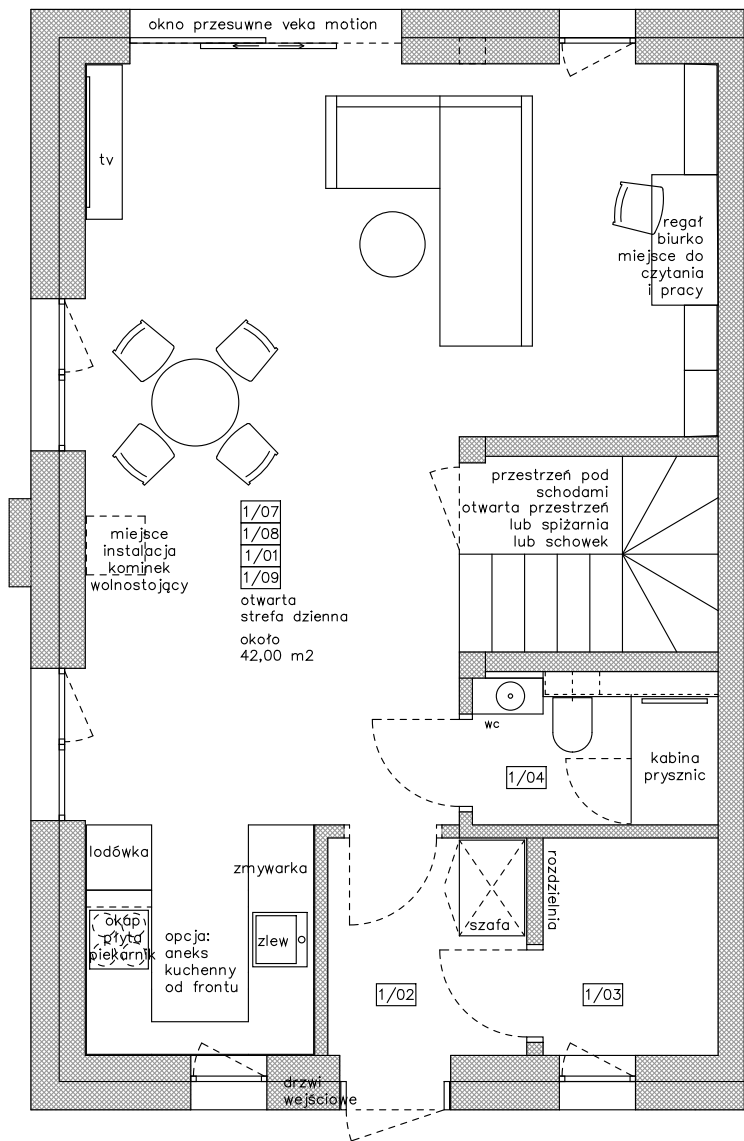 okno przesuwne veka motion
tv
regał
biurko
miejsce do
czytania
i pracy
przestrzeń pod
schodami
otwarta przestrzeń
lub spiżarnia
lub schowek
1/07
1/08
1/01
1/09
otwarta
strefa dzienna
około
42,00 m2
miejsce
instalacja
kominek
wolnostojący
wc
1/04
kabina
prysznic
lodówka
zmywarka
okap
płyta
piekarnik
opcja:
aneks
kuchenny
od frontu
zlew
szafa
rozdzielnia
1/02
1/03
drzwi
wejściowe